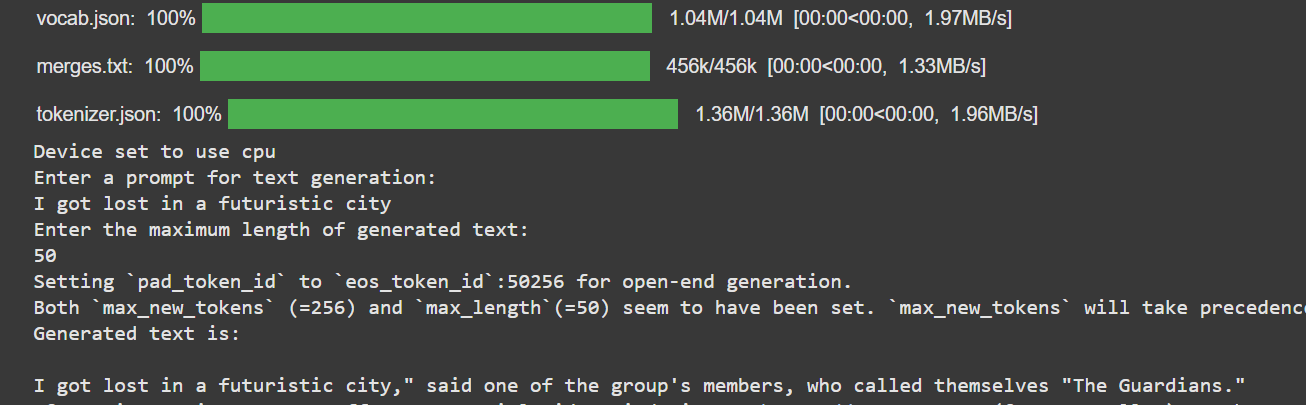 vocab.json: 100% 1.04M/1.04M [00:00<00:00, 1.97MB/s]
merges.txt: 100% 456k/456k [00:00<00:00, 1.33MB/s]
tokenizer.json: 100% 1.36M/1.36M [00:00<00:00, 1.96MB/s]
Device set to use cpu
Enter a prompt for text generation:
I got lost in a futuristic city
Enter the maximum length of generated text:
50
Setting `pad_token_id` to `eos_token_id`:50256 for open-end generation.
Both `max_new_tokens` (=256) and `max_length`(=50) seem to have been set. `max_new_tokens` will take precedence
Generated text is:
I got lost in a futuristic city," said one of the group's members, who called themselves "The Guardians."